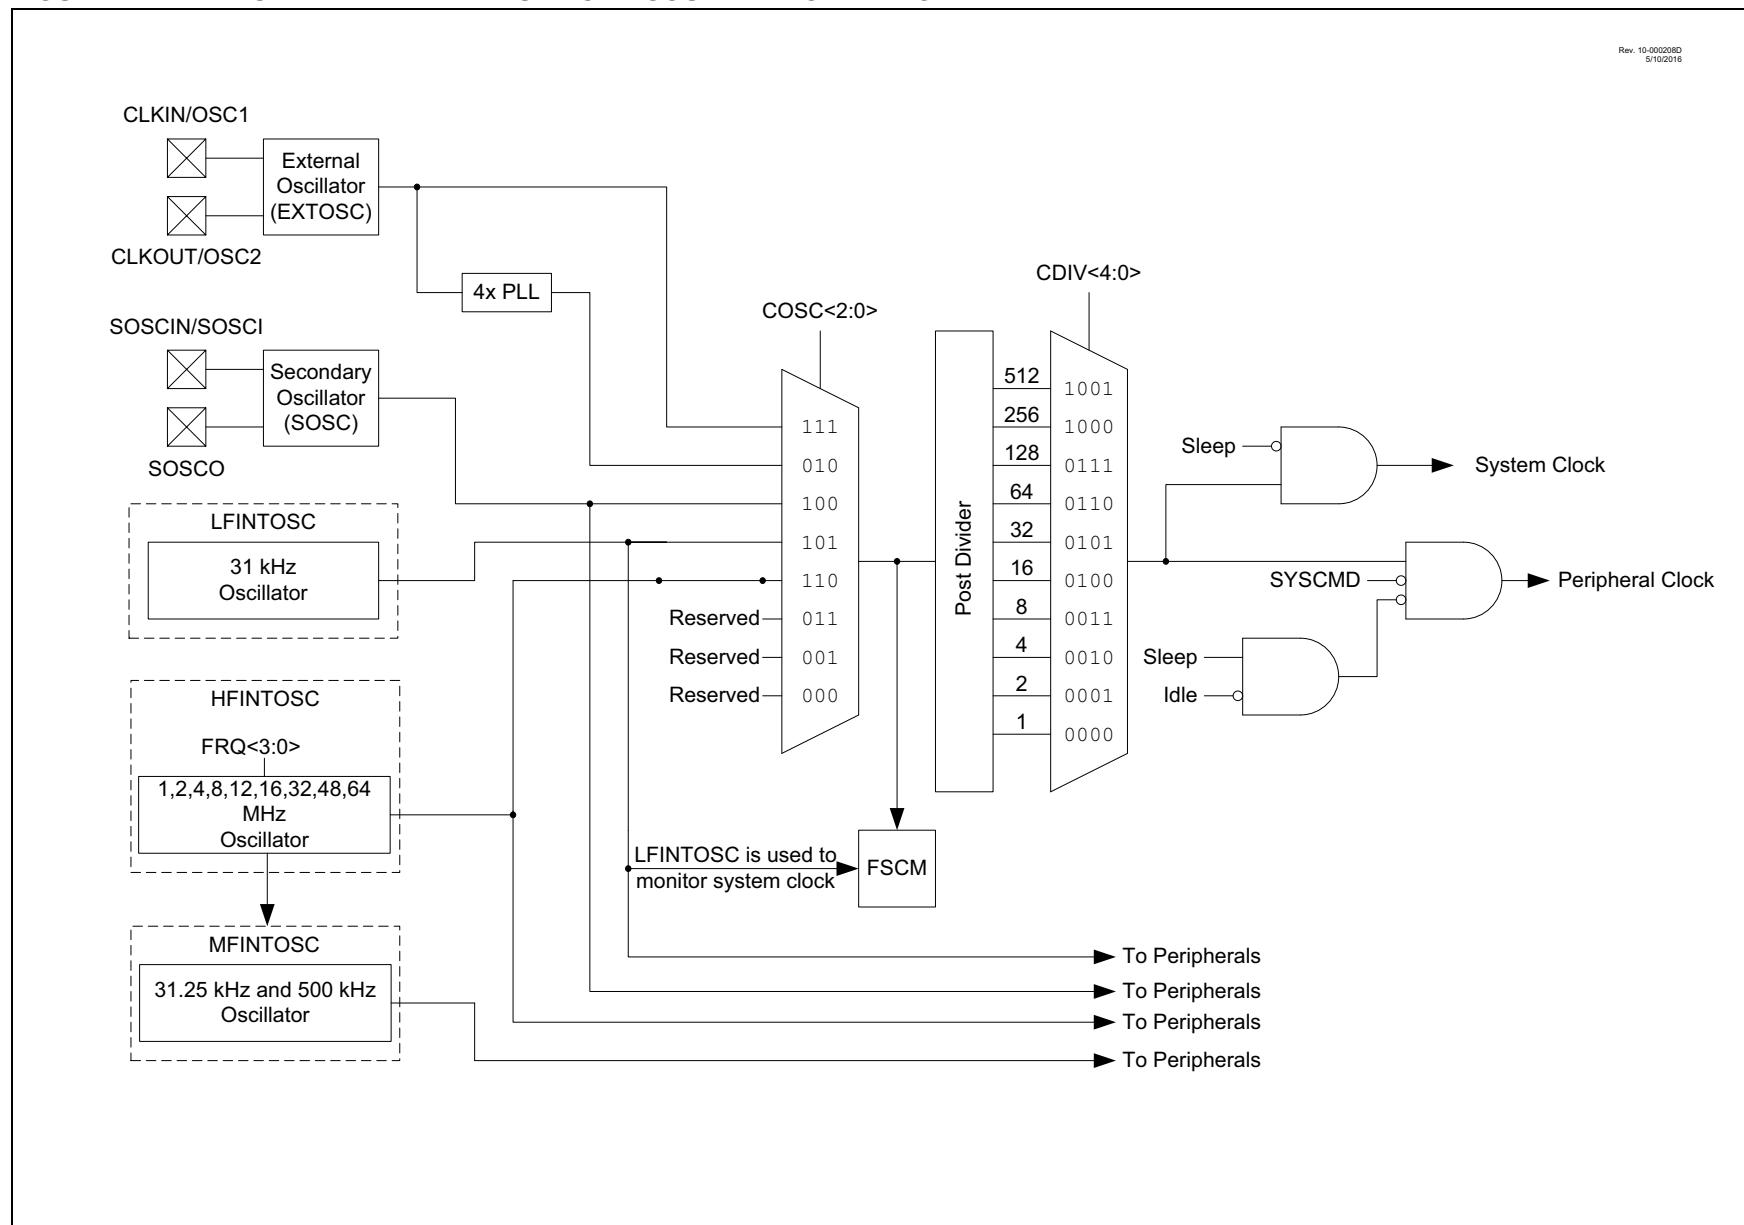 Rev. 10-000208D
5/10/2016
CLKIN/OSC1
External
Oscillator
(EXTOSC)
CLKOUT/OSC2
4x PLL
SOSCIN/SOSCI
Secondary
Oscillator
(SOSC)
SOSCO
LFINTOSC
31 kHz
Oscillator
HFINTOSC
FRQ<3:0>
1,2,4,8,12,16,32,48,64
MHz
Oscillator
MFINTOSC
31.25 kHz and 500 kHz
Oscillator
COSC<2:0>
111
010
100
101
110
Reserved 011
Reserved 001
Reserved 000
LFINTOSC is used to
monitor system clock
FSCM
Post Divider
CDIV<4:0>
512 1001
256 1000
128 0111
64 0110
32 0101
16 0100
8 0011
4 0010
2 0001
1 0000
Sleep
System Clock
SYSCMD
Peripheral Clock
Sleep
Idle
To Peripherals
To Peripherals
To Peripherals
To Peripherals